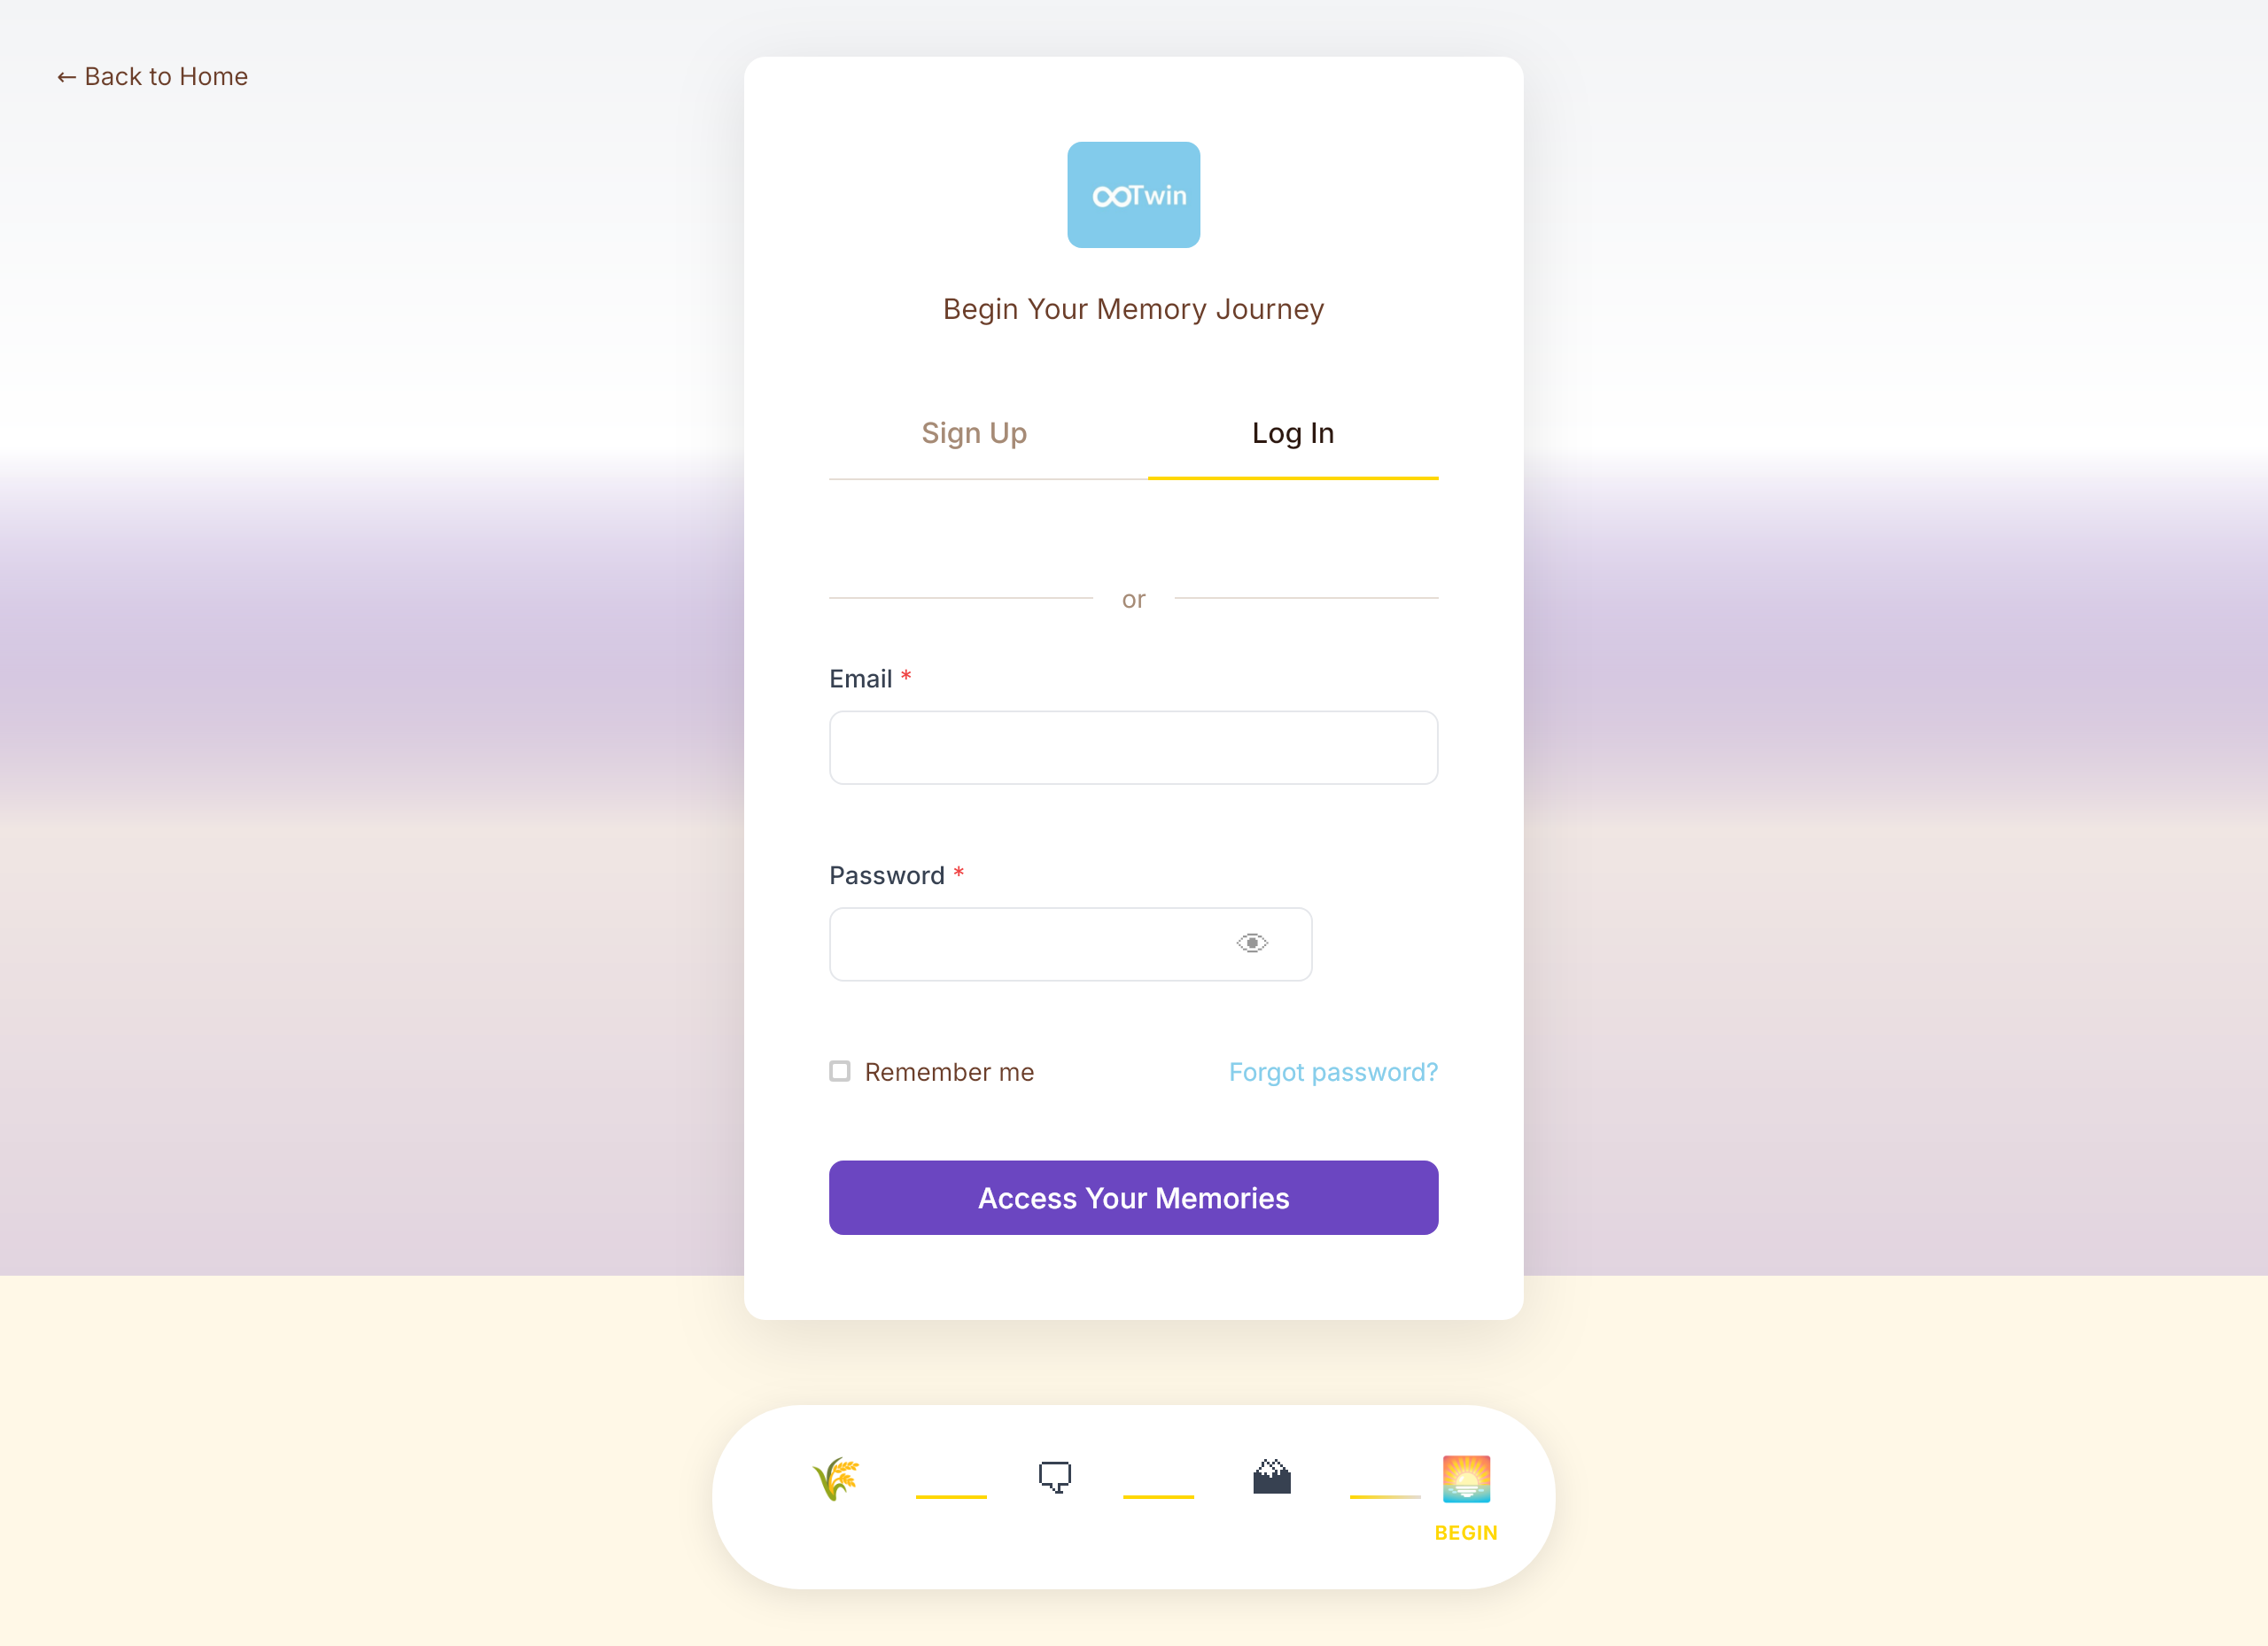 ← Back to Home
∞Twin
Begin Your Memory Journey
Sign Up Log In
or
Email *
Password *
Remember me Forgot password?
Access Your Memories
BEGIN